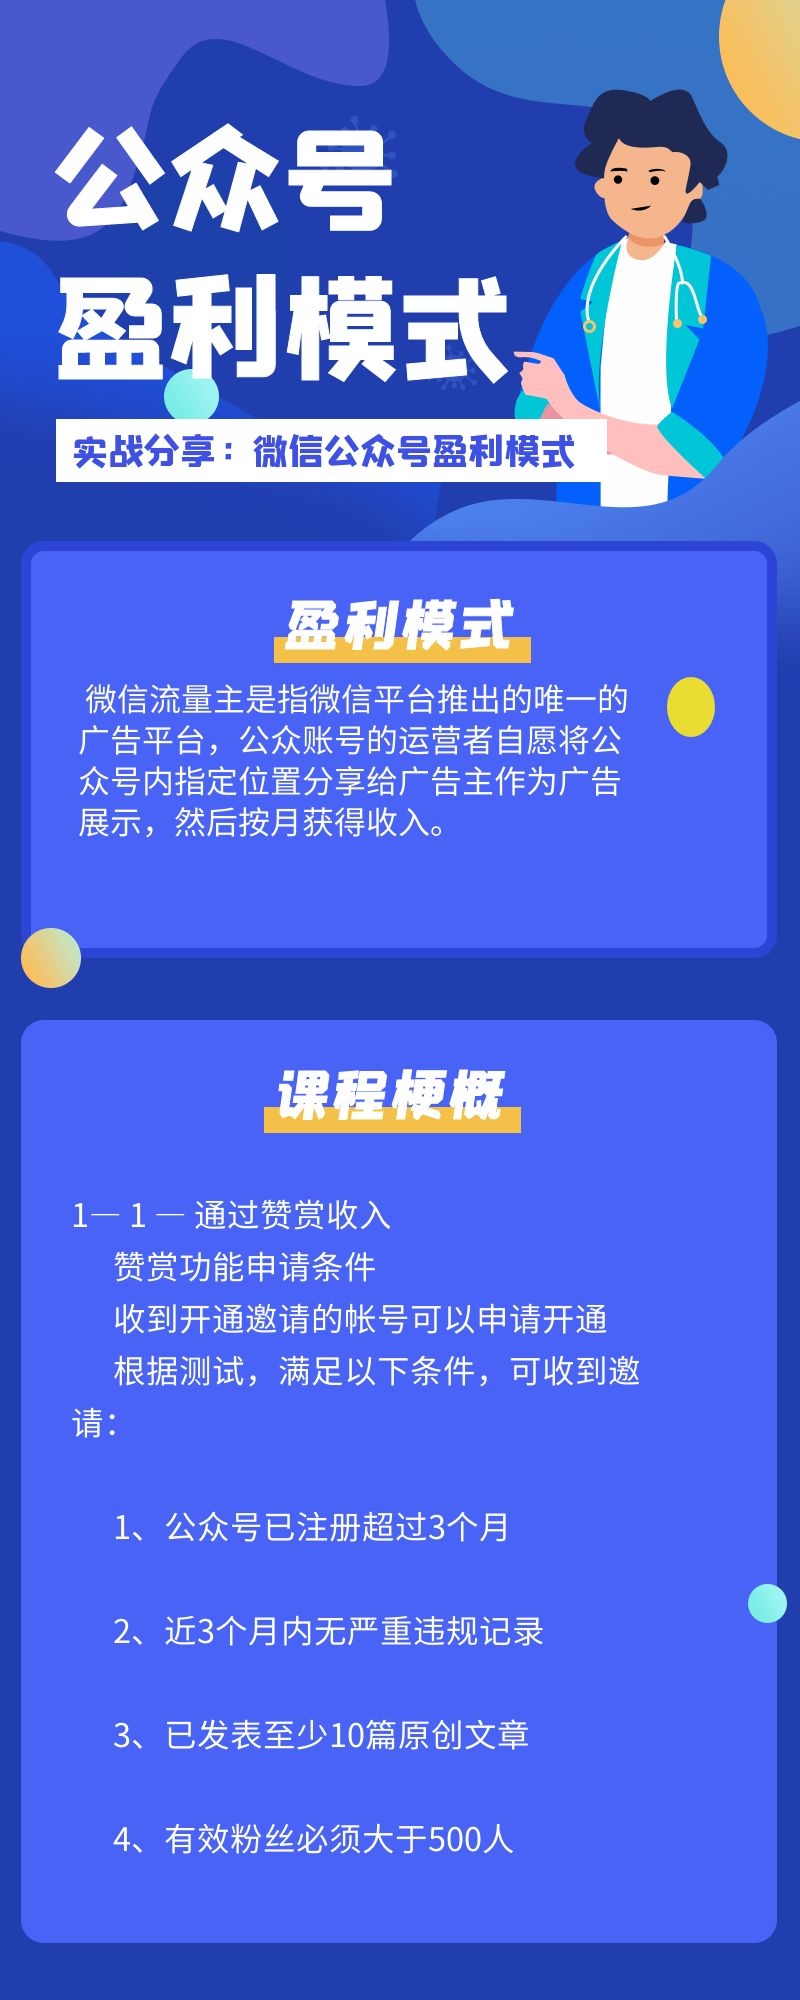 公众号
盈利模式
实战分享：微信公众号盈利模式
盈利模式
微信流量主是指微信平台推出的唯一的
广告平台，公众账号的运营者自愿将公
众号内指定位置分享给广告主作为广告
展示，然后按月获得收入。
课程梗概
1— 1 — 通过赞赏收入
赞赏功能申请条件
收到开通邀请的帐号可以申请开通
根据测试，满足以下条件，可收到邀
请：
1、公众号已注册超过3个月
2、近3个月内无严重违规记录
3、已发表至少10篇原创文章
4、有效粉丝必须大于500人